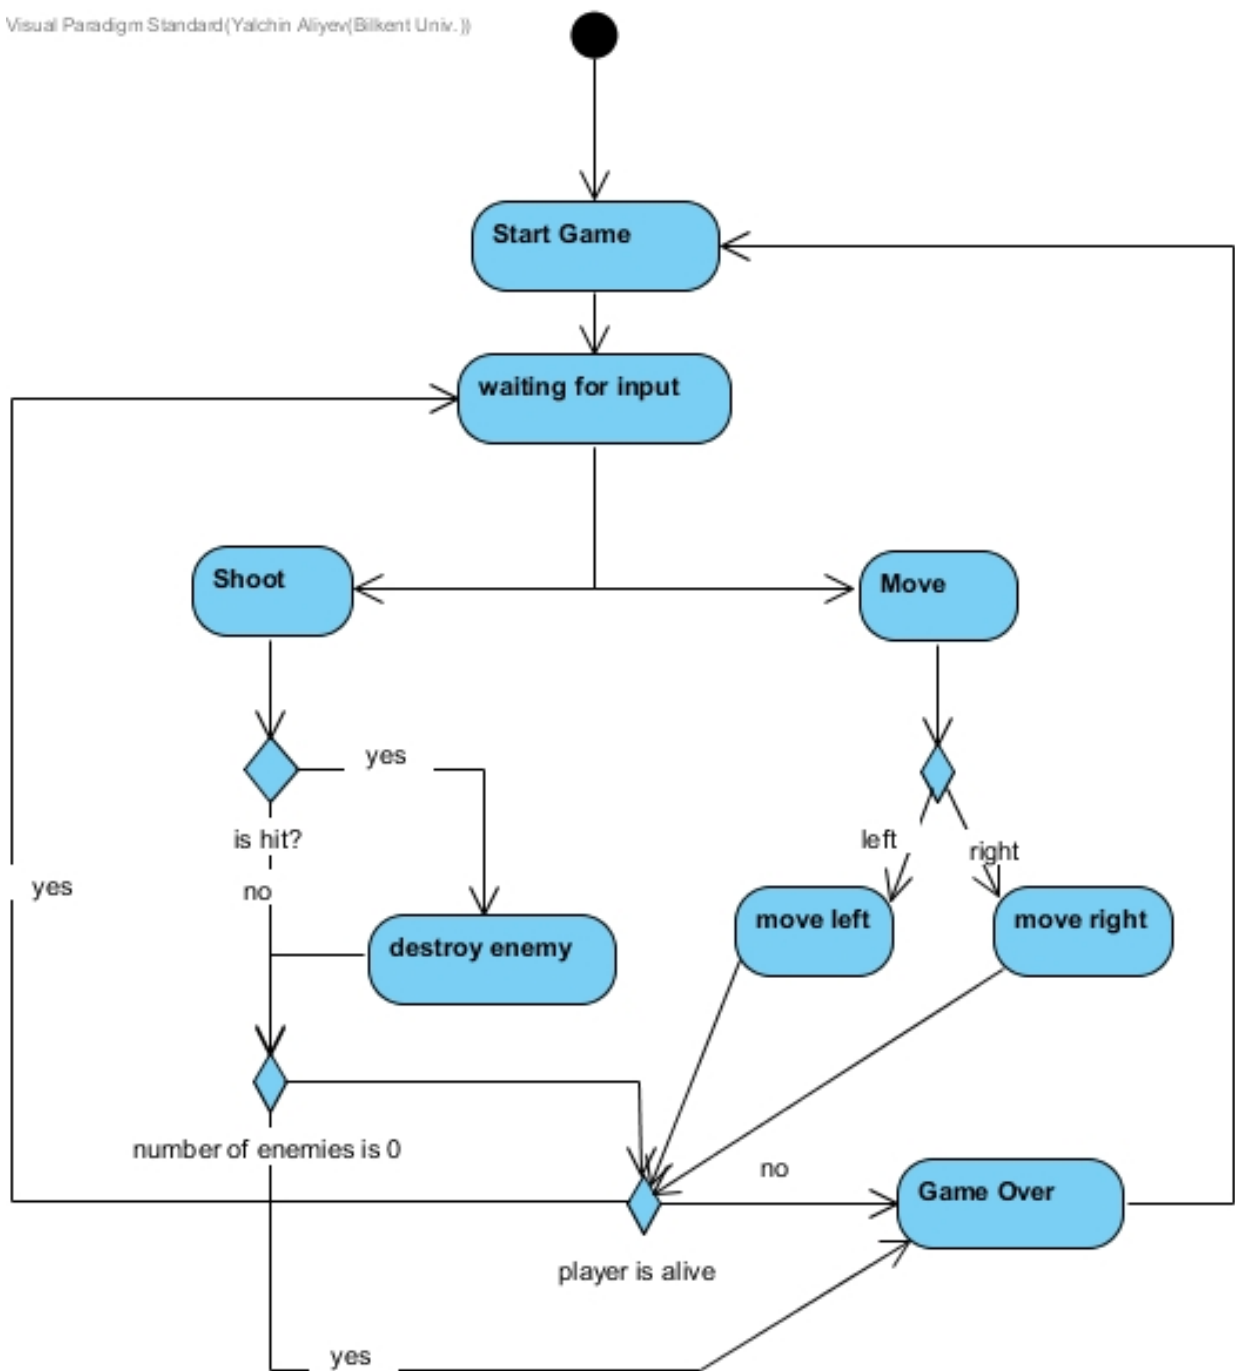 Visual Paradigm Standard(Yalchin Aliyev(Bilkent Univ.))
Start Game
waiting for input
Shoot
Move
yes
is hit?
left
right
yes
no
move left
move right
destroy enemy
number of enemies is 0
no
Game Over
player is alive
yes